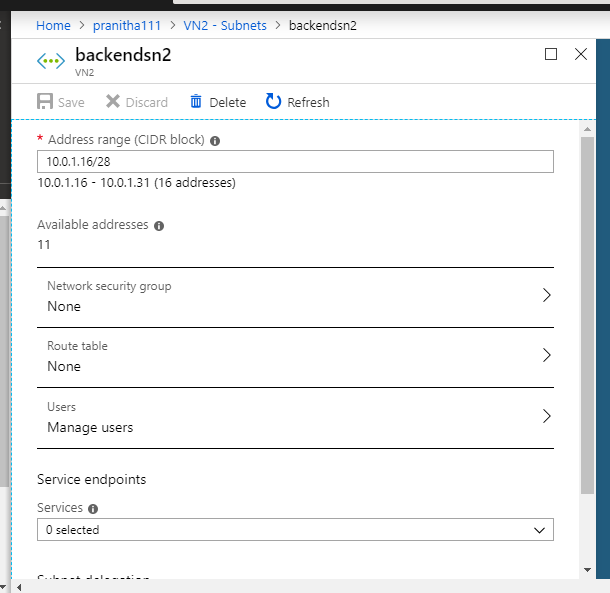 Home > pranitha111 > VN2 - Subnets > backendsn2
backendsn2
VN2
Save Discard Delete Refresh
* Address range (CIDR block)
10.0.1.16/28
10.0.1.16 - 10.0.1.31 (16 addresses)
Available addresses
11
Network security group
None
Route table
None
Users
Manage users
Service endpoints
Services
0 selected
Subnet delegation